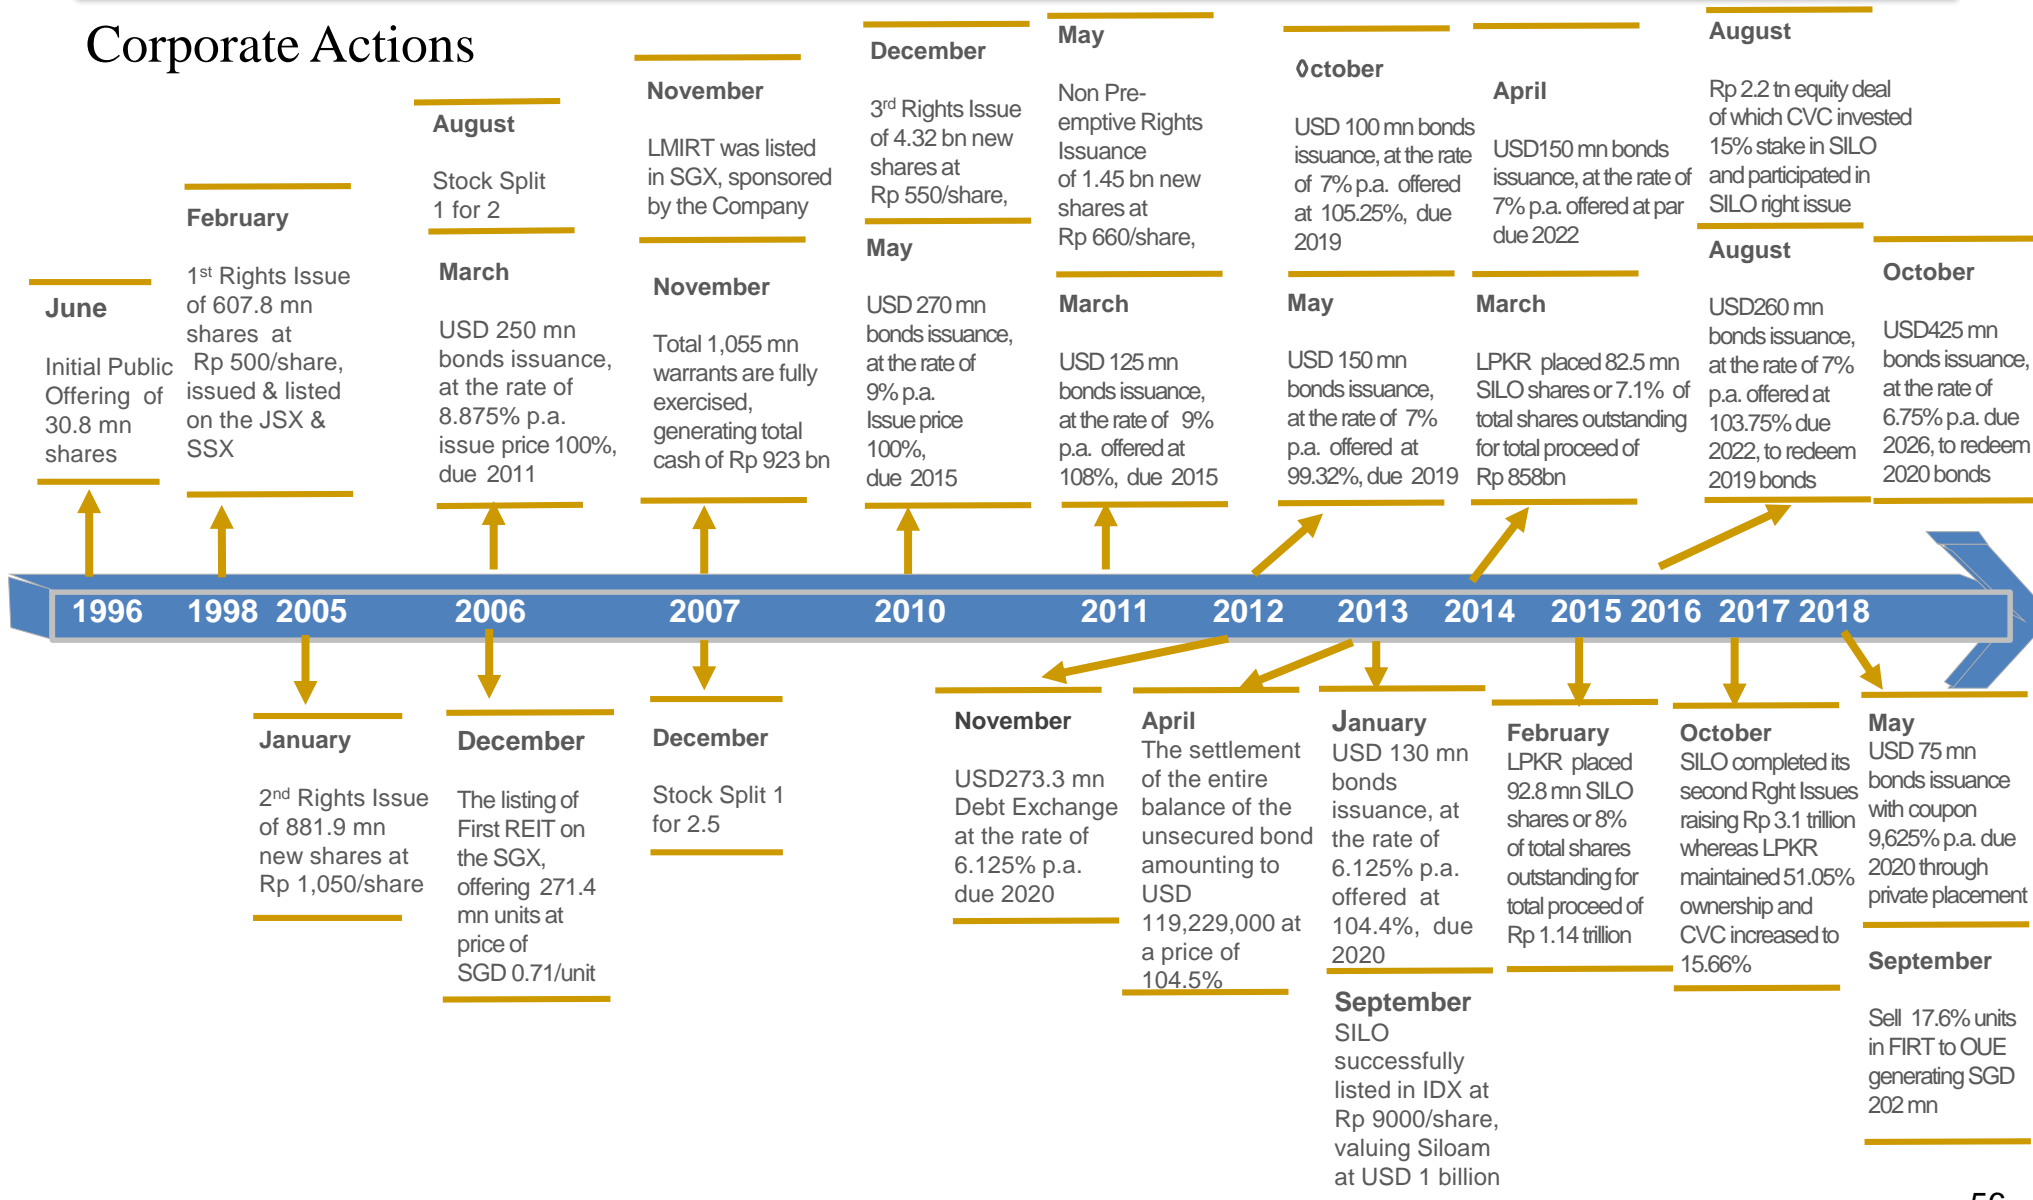 Corporate Actions
June
Initial Public
Offering of
30.8 mn
shares
February
1st Rights Issue
of 607.8 mn
shares at
Rp 500/share,
issued & listed
on the JSX &
SSX
August
Stock Split
1 for 2
March
USD 250 mn
bonds issuance,
at the rate of
8.875% p.a.
issue price 100%,
due 2011
November
LMIRT was listed
in SGX, sponsored
by the Company
November
Total 1,055 mn
warrants are fully
exercised,
generating total
cash of Rp 923 bn
December
3rd Rights Issue
of 4.32 bn new
shares at
Rp 550/share,
May
USD 270 mn
bonds issuance,
at the rate of
9% p.a.
Issue price
100%,
due 2015
May
Non Pre-
emptive Rights
Issuance
of 1.45 bn new
shares at
Rp 660/share,
March
USD 125 mn
bonds issuance,
at the rate of 9%
p.a. offered at
108%, due 2015
October
USD 100 mn bonds
issuance, at the rate
of 7% p.a. offered
at 105.25%, due
2019
May
USD 150 mn
bonds issuance,
at the rate of 7%
p.a. offered at
99.32%, due 2019
April
USD150 mn bonds
issuance, at the rate of
7% p.a. offered at par
due 2022
March
LPKR placed 82.5 mn
SILO shares or 7.1% of
total shares outstanding
for total proceed of
Rp 858bn
August
Rp 2.2 tn equity deal
of which CVC invested
15% stake in SILO
and participated in
SILO right issue
August
USD260 mn
bonds issuance,
at the rate of 7%
p.a. offered at
103.75% due
2022, to redeem
2019 bonds
October
USD425 mn
bonds issuance,
at the rate of
6.75% p.a. due
2026, to redeem
2020 bonds
1996 1998 2005 2006 2007 2010 2011 2012 2013 2014 2015 2016 2017 2018
January
2nd Rights Issue
of 881.9 mn
new shares at
Rp 1,050/share
December
The listing of
First REIT on
the SGX,
offering 271.4
mn units at
price of
SGD 0.71/unit
December
Stock Split 1
for 2.5
November
USD273.3 mn
Debt Exchange
at the rate of
6.125% p.a.
due 2020
April
The settlement
of the entire
balance of the
unsecured bond
amounting to
USD
119,229,000 at
a price of
104.5%
January
USD 130 mn
bonds
issuance, at
the rate of
6.125% p.a.
offered at
104.4%, due
2020
September
SILO
successfully
listed in IDX at
Rp 9000/share,
valuing Siloam
at USD 1 billion
February
LPKR placed
92.8 mn SILO
shares or 8%
of total shares
outstanding for
total proceed of
Rp 1.14 trillion
October
SILO completed its
second Rght Issues
raising Rp 3.1 trillion
whereas LPKR
maintained 51.05%
ownership and
CVC increased to
15.66%
May
USD 75 mn
bonds issuance
with coupon
9,625% p.a. due
2020 through
private placement
September
Sell 17.6% units
in FIRT to OUE
generating SGD
202 mn